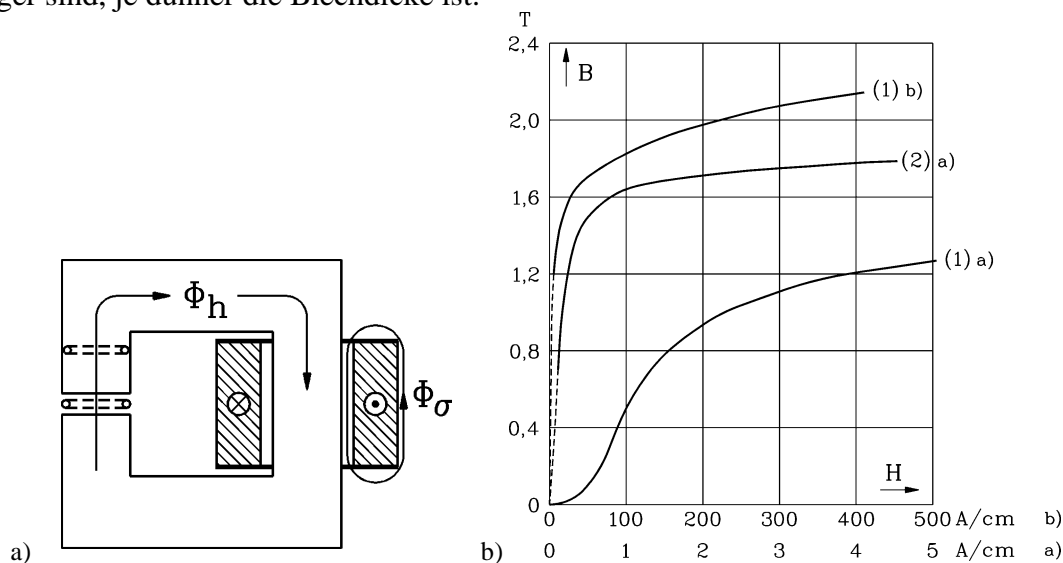 sind, je dünner die Blechdicke ist.
T
2,4
B
(1) b)
2,0
(2) a)
1,6
1,2
(1) a)
Φh
0,8
Φσ
0,4
H
0
0 100 200 300 400 500 A/cm b)
a)
b)
0 1 2 3 4 5 A/cm a)